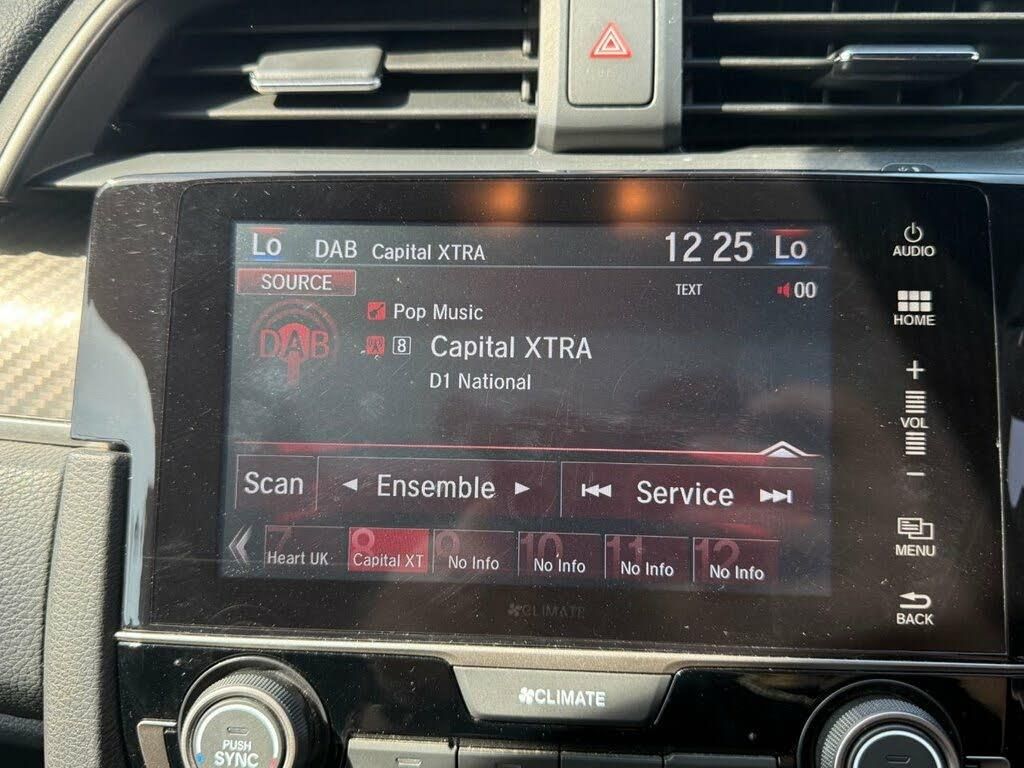 Lo DAB Capital XTRA 12 25 Lo
SOURCE TEXT 00
Pop Music
DAB 8 Capital XTRA
D1 National
Scan Ensemble Service
7 8 9 10 11 12
Heart UK Capital XT No Info No Info No Info No Info
CLIMATE
AUDIO
HOME
+
VOL
-
MENU
BACK
CLIMATE
PUSH
SYNC